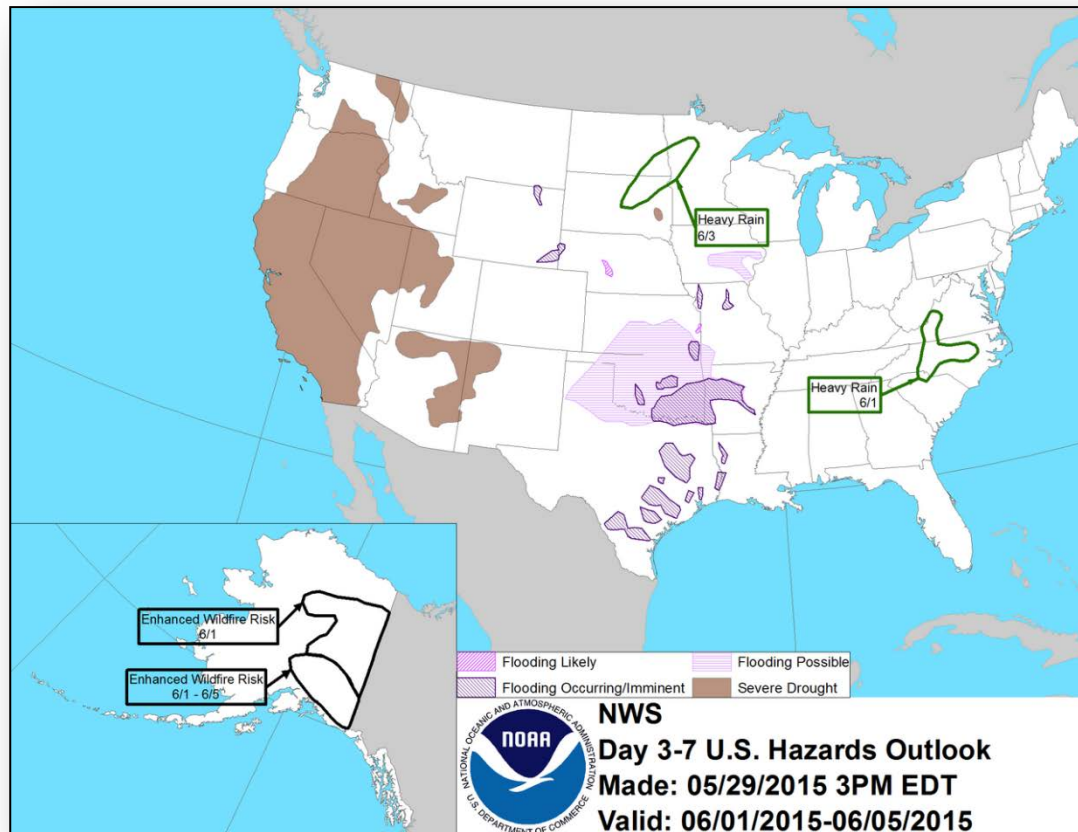 Heavy Rain
6/3
Heavy Rain
6/1
Enhanced Wildfire Risk
6/1
Enhanced Wildfire Risk
6/1 - 6/5
Flooding Likely
Flooding Possible
Flooding Occurring/Imminent
Severe Drought
NATIONAL OCEANIC AND ATMOSPHERIC ADMINISTRATION
NOAA
U.S. DEPARTMENT OF COMMERCE
NWS
Day 3-7 U.S. Hazards Outlook
Made: 05/29/2015 3PM EDT
Valid: 06/01/2015-06/05/2015